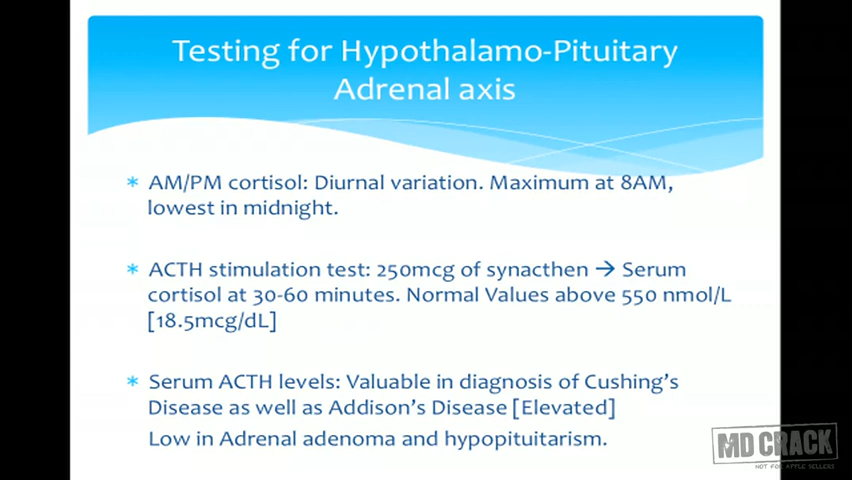 Testing for Hypothalamo-Pituitary
Adrenal axis
* AM/PM cortisol: Diurnal variation. Maximum at 8AM,
lowest in midnight.
* ACTH stimulation test: 250mcg of synacthen → Serum
cortisol at 30-60 minutes. Normal Values above 550 nmol/L
[18.5mcg/dL]
* Serum ACTH levels: Valuable in diagnosis of Cushing's
Disease as well as Addison's Disease [Elevated]
Low in Adrenal adenoma and hypopituitarism.
MD CRACK
NOT FOR APPLE SELLERS